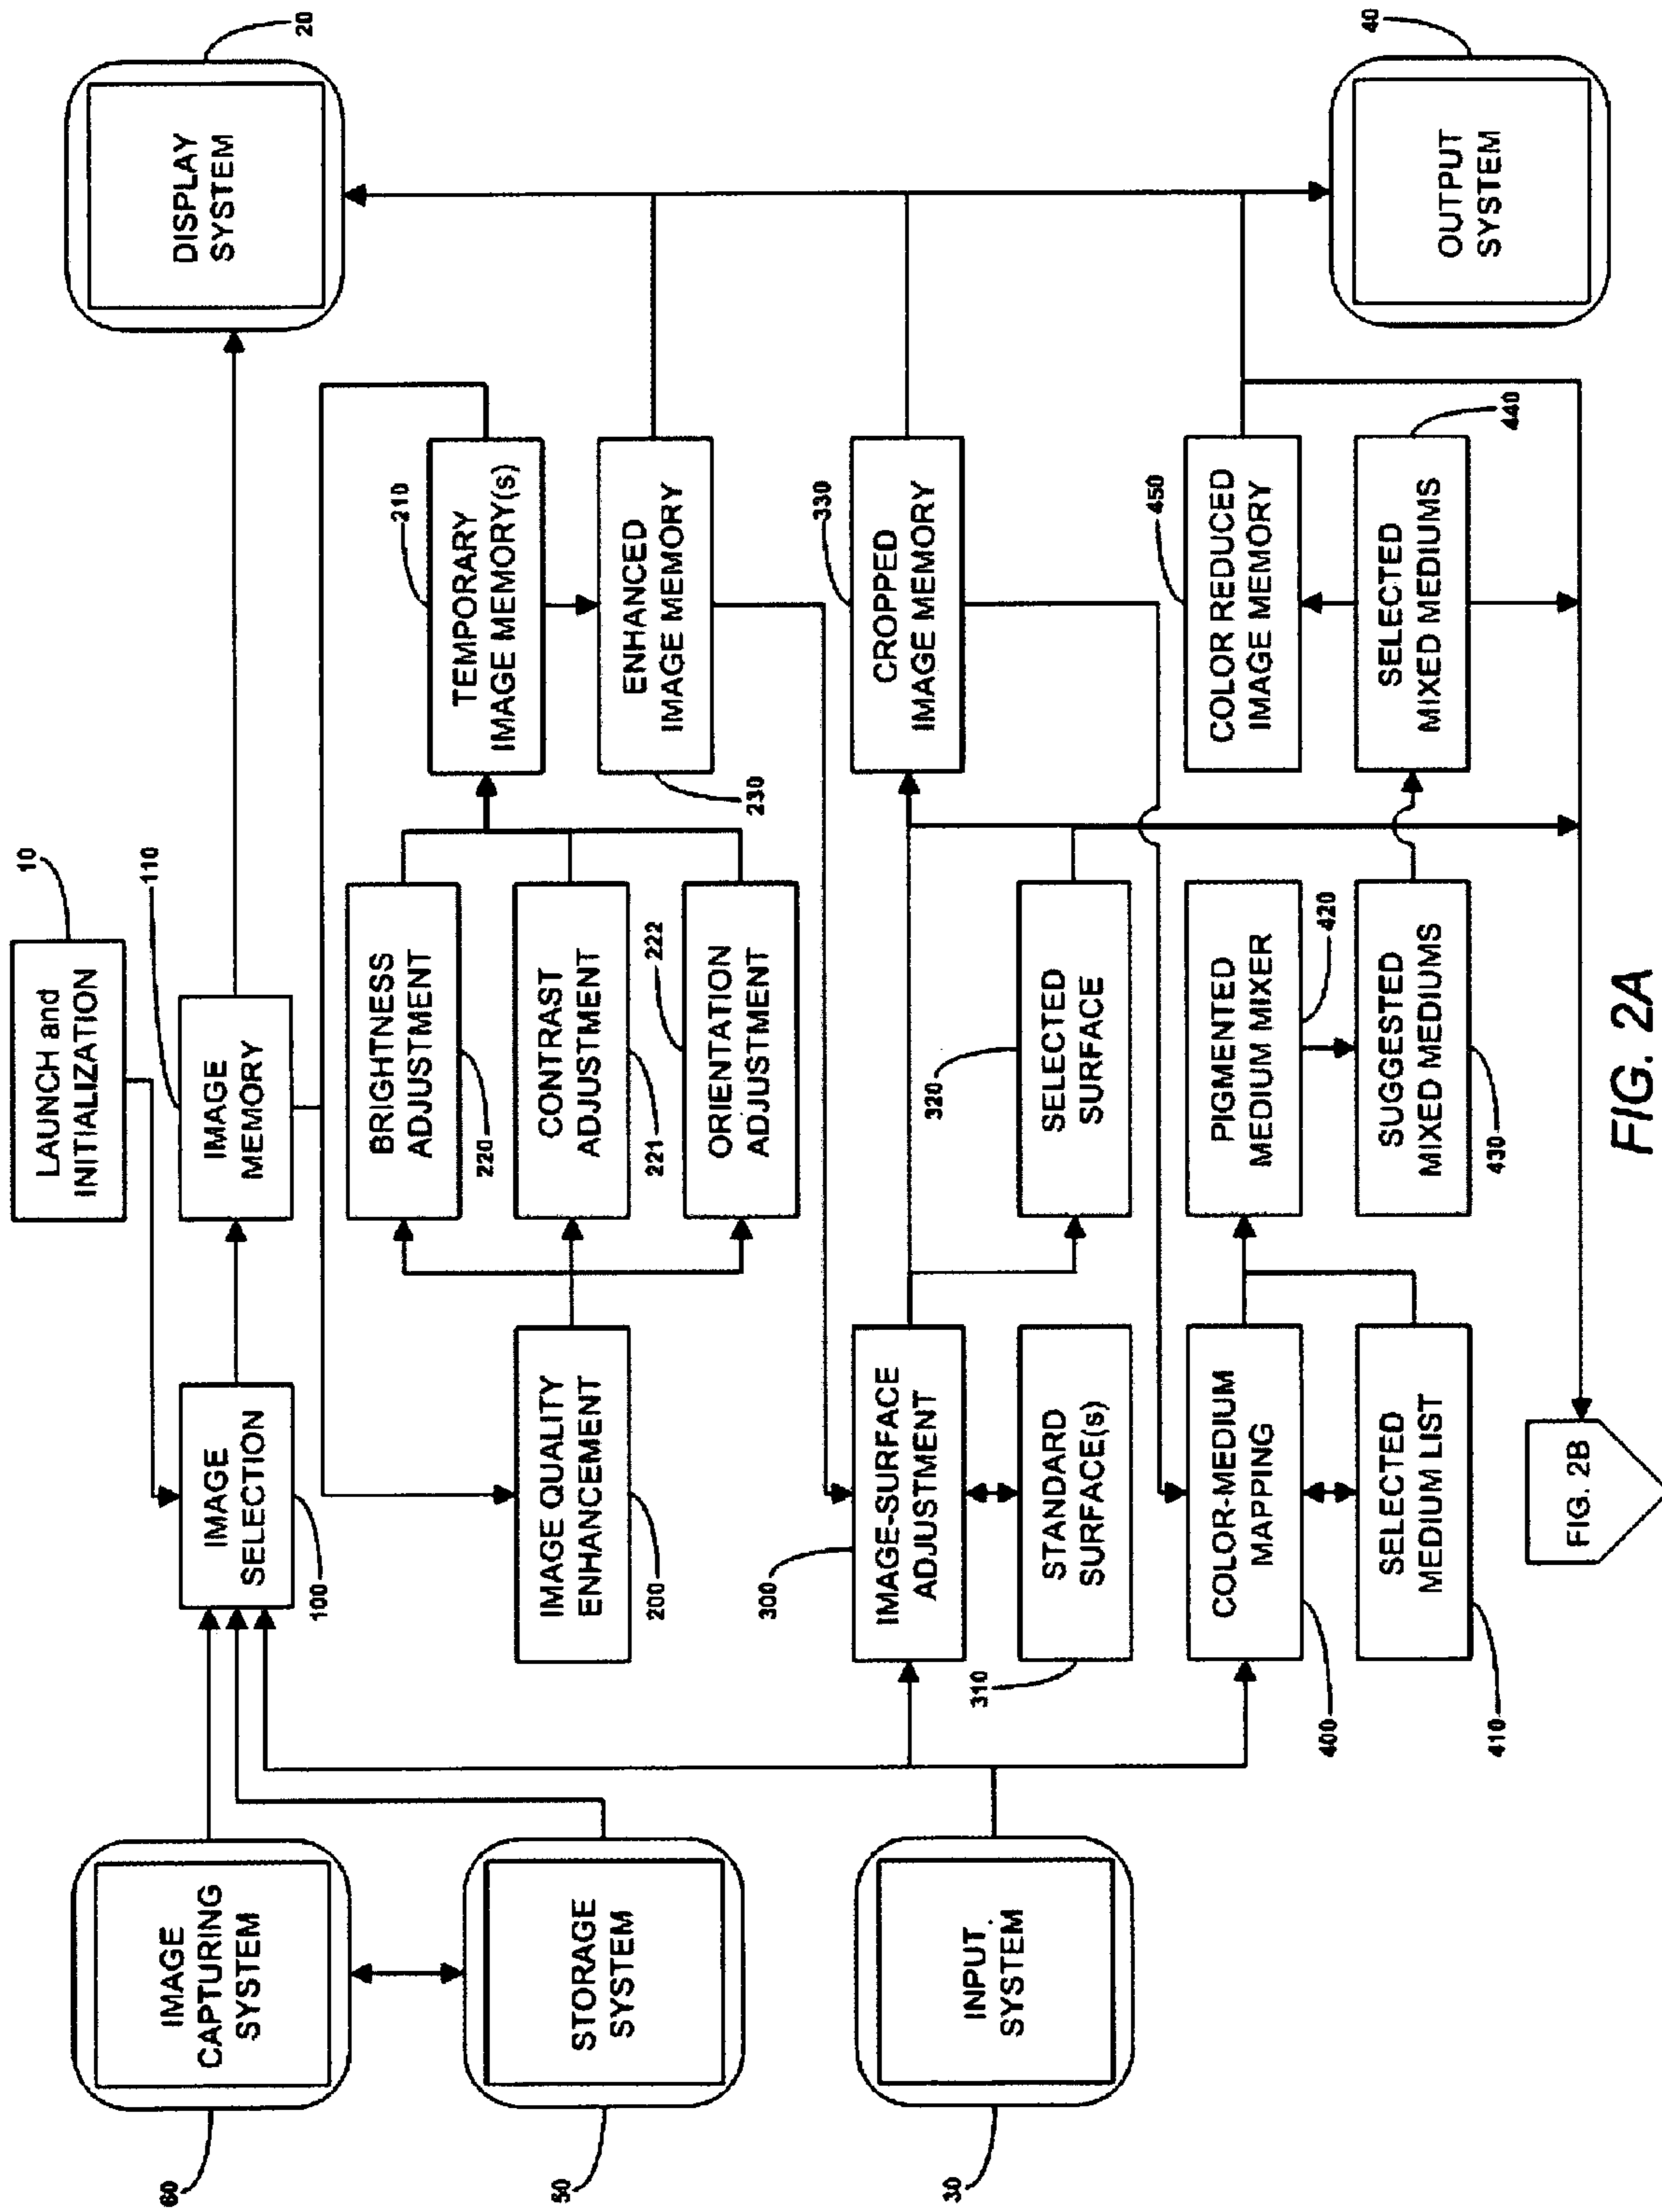 10
LAUNCH and
INITIALIZATION
60
IMAGE
CAPTURING
SYSTEM
IMAGE
SELECTION
100
IMAGE
MEMORY
110
DISPLAY
SYSTEM
20
BRIGHTNESS
ADJUSTMENT
220
TEMPORARY
IMAGE MEMORY(s)
210
50
STORAGE
SYSTEM
IMAGE QUALITY
ENHANCEMENT
200
CONTRAST
ADJUSTMENT
221
ENHANCED
IMAGE MEMORY
230
222
ORIENTATION
ADJUSTMENT
30
INPUT
SYSTEM
300
IMAGE-SURFACE
ADJUSTMENT
330
CROPPED
IMAGE MEMORY
310
STANDARD
SURFACE(s)
320
SELECTED
SURFACE
400
COLOR-MEDIUM
MAPPING
PIGMENTED
MEDIUM MIXER
420
450
COLOR REDUCED
IMAGE MEMORY
OUTPUT
SYSTEM
40
SELECTED
MEDIUM LIST
410
SUGGESTED
MIXED MEDIUMS
430
SELECTED
MIXED MEDIUMS
440
FIG. 2B
FIG. 2A